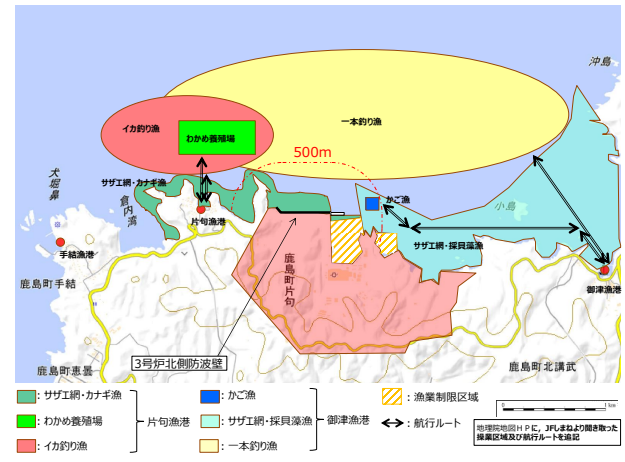 沖島
一本釣り漁
イカ釣り漁
わかめ養殖場
500m
サザエ網・カナギ漁
犬堀鼻
倉内湾
かご漁
小島
片句漁港
サザエ網・採貝藻漁
手結漁港
鹿島町片句
御津漁港
鹿島町手結
3号炉北側防波壁
鹿島町恵曇
鹿島町北講武
：サザエ網・カナギ漁
：わかめ養殖場
：イカ釣り漁
片句漁港
：かご漁
：サザエ網・採貝藻漁
：一本釣り漁
御津漁港
：漁業制限区域
：航行ルート
1km
地理院地図ＨＰに、JFしまねより聞き取った
操業区域及び航行ルートを追記